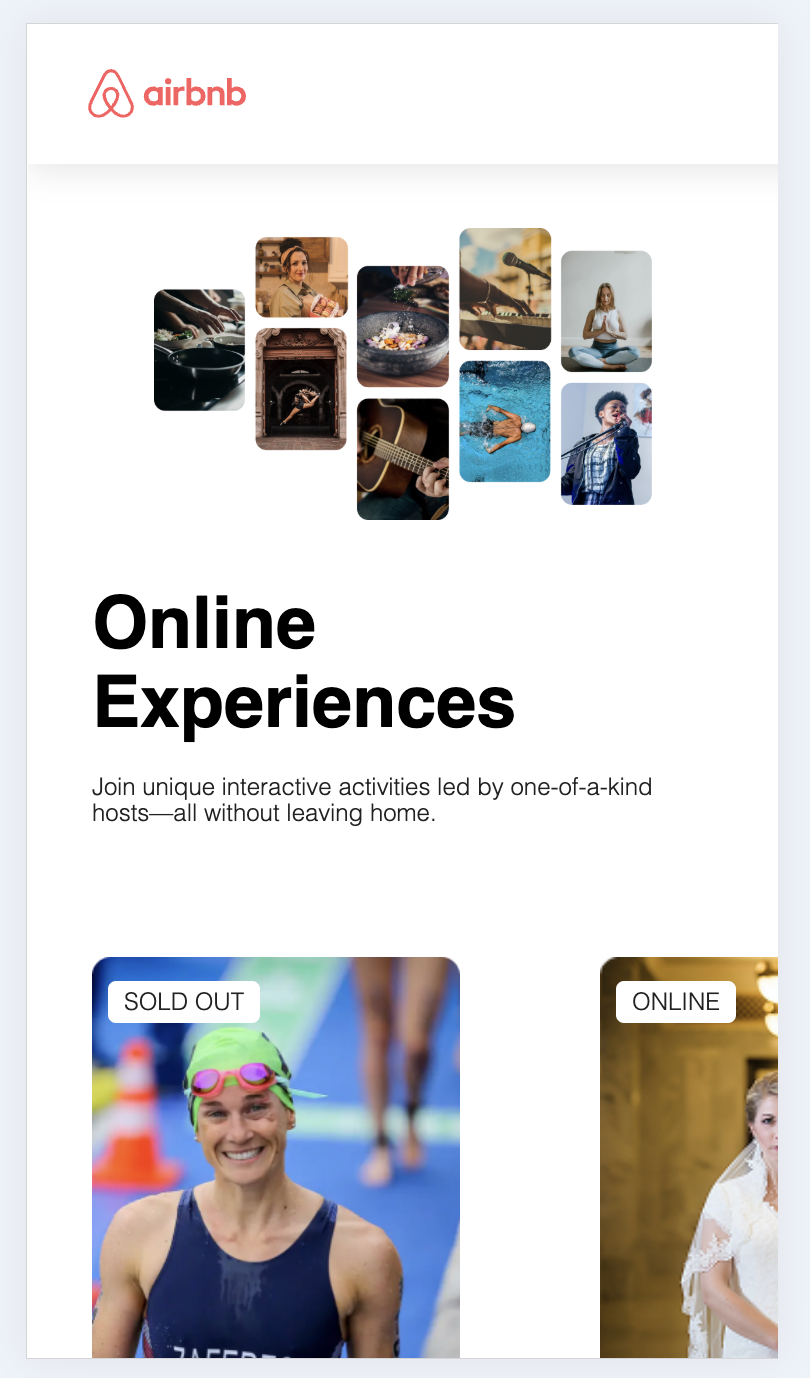 airbnb
Online
Experiences
Join unique interactive activities led by one-of-a-kind
hosts—all without leaving home.
SOLD OUT
ONLINE